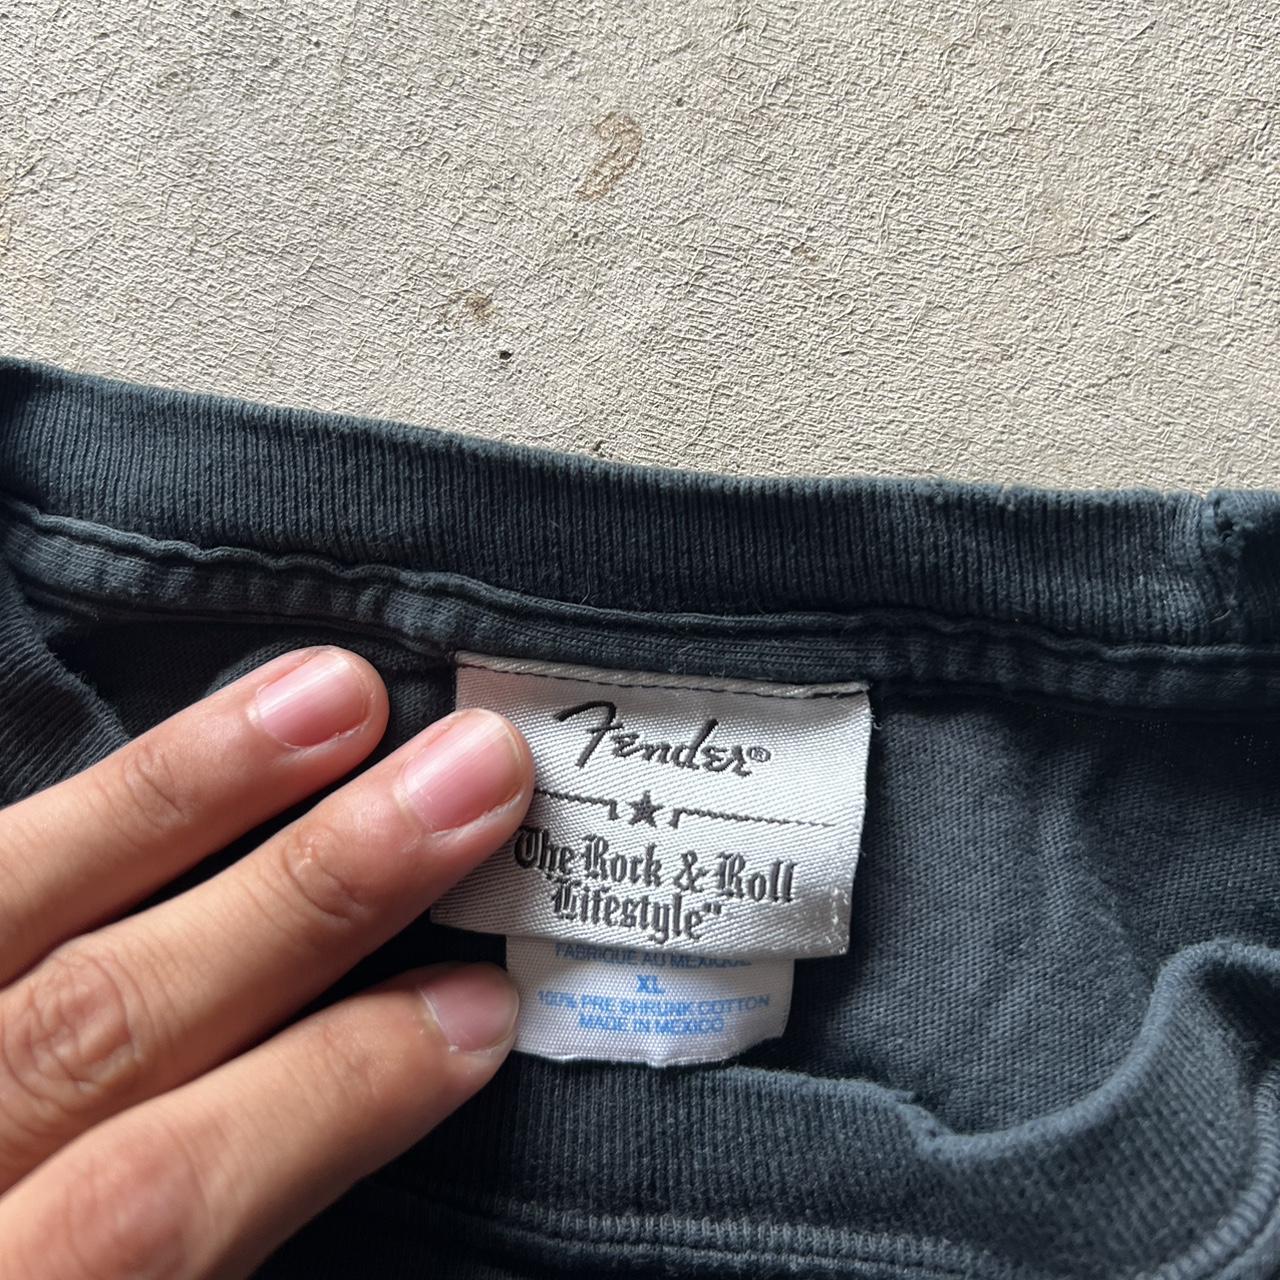 Fender®
The Rock & Roll
Lifestyle™
FABRIQUE AU MEXIQUE
XL
100% PRE SHRUNK COTTON
MADE IN MEXICO